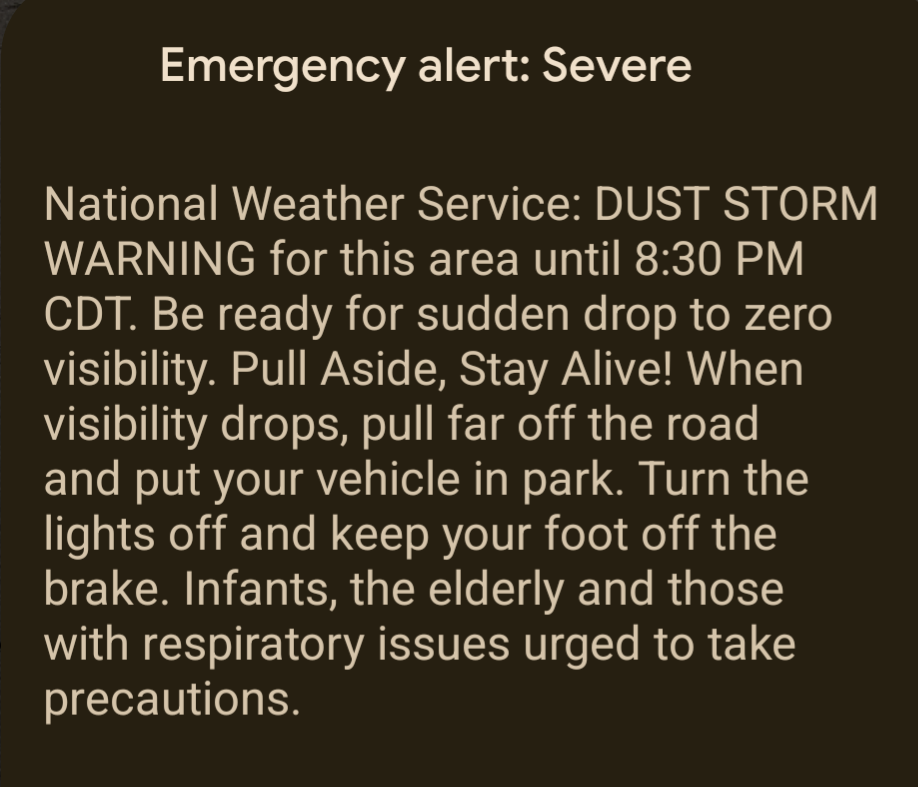 Emergency alert: Severe
National Weather Service: DUST STORM
WARNING for this area until 8:30 PM
CDT. Be ready for sudden drop to zero
visibility. Pull Aside, Stay Alive! When
visibility drops, pull far off the road
and put your vehicle in park. Turn the
lights off and keep your foot off the
brake. Infants, the elderly and those
with respiratory issues urged to take
precautions.